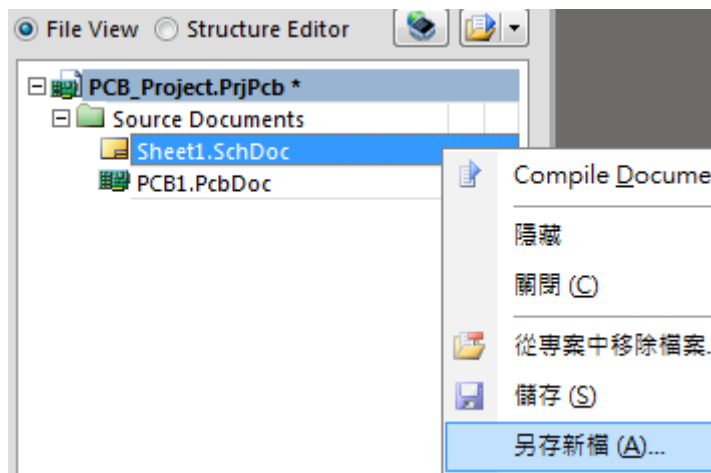 File View Structure Editor
PCB_Project.PrjPcb *
Source Documents
Sheet1.SchDoc
PCB1.PcbDoc
Compile Docume
隱藏
關閉 (C)
從專案中移除檔案.
儲存 (S)
另存新檔 (A)...